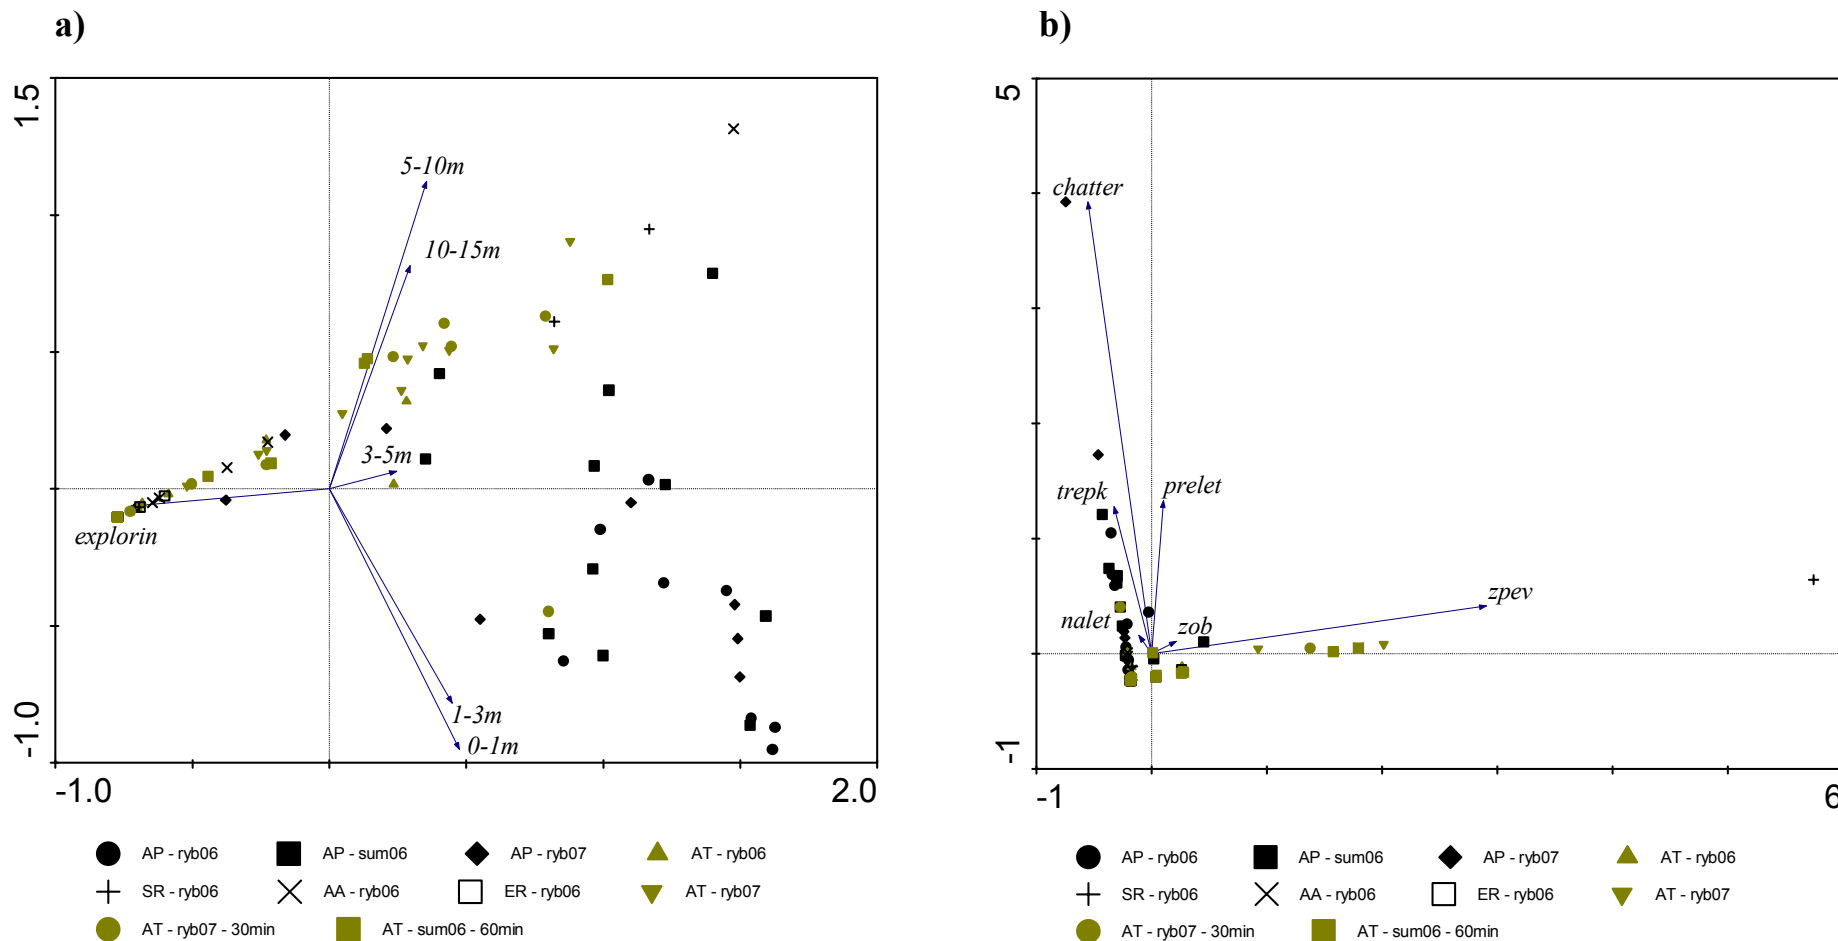 a)
1.5
5-10m
10-15m
3-5m
explorin
1-3m
0-1m
-1.0
-1.0
2.0
AP - ryb06
AP - sum06
AP - ryb07
AT - ryb06
SR - ryb06
AA - ryb06
ER - ryb06
AT - ryb07
AT - ryb07 - 30min
AT - sum06 - 60min
b)
5
chatter
trepk
prelet
zpev
nalet
zob
-1
-1
6
AP - ryb06
AP - sum06
AP - ryb07
AT - ryb06
SR - ryb06
AA - ryb06
ER - ryb06
AT - ryb07
AT - ryb07 - 30min
AT - sum06 - 60min